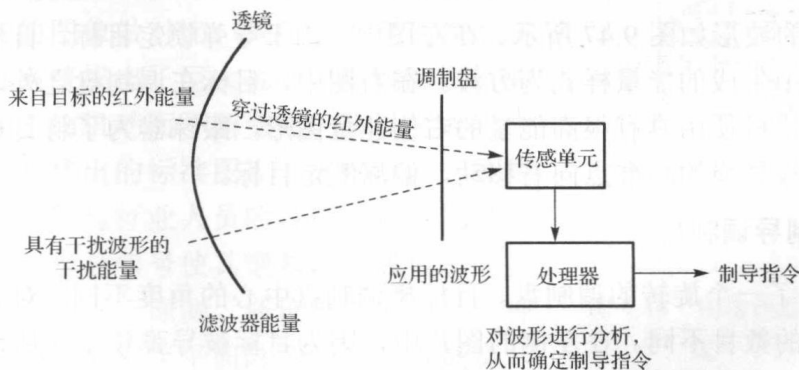 透镜
调制盘
来自目标的红外能量
穿过透镜的红外能量
传感单元
具有干扰波形的
干扰能量
应用的波形
处理器
制导指令
滤波器能量
对波形进行分析，
从而确定制导指令